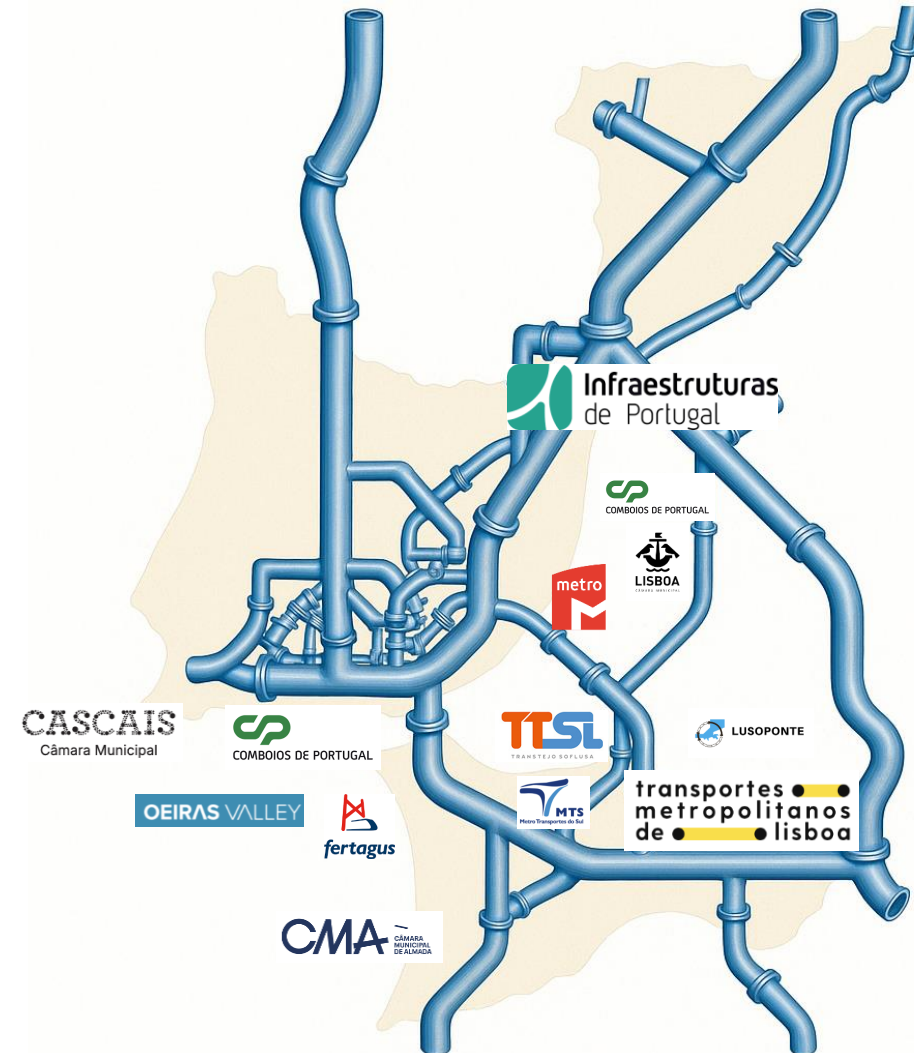 Infraestruturas
de Portugal
COMBOIOS DE PORTUGAL
LISBOA
CÂMARA MUNICIPAL
metro
CASCAIS
Câmara Municipal
COMBOIOS DE PORTUGAL
TTSL
TRANSTEJO SOFLUSA
LUSOPONTE
OEIRAS VALLEY
fertagus
MTS
Metro Transportes do Sul
transportes
metropolitanos
de lisboa
CMA
CÂMARA
MUNICIPAL
DE ALMADA